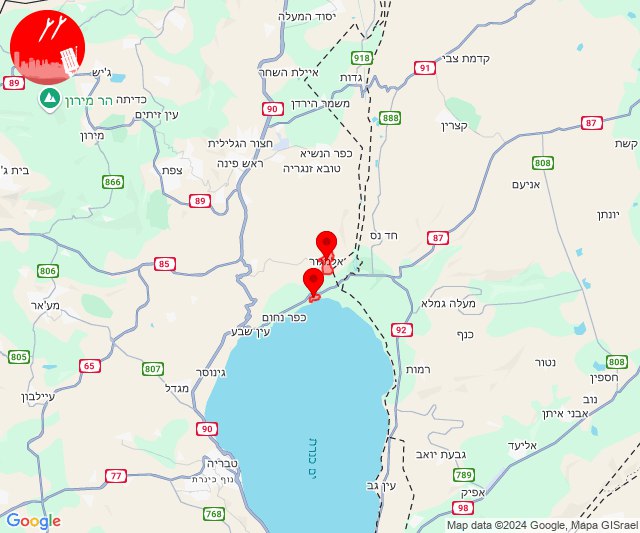 יסוד המעלה
918
91
קדמת צבי
גדות
איילת השחר
ג'יש
89
הר מירון
כדיתה
עין זיתים
90
משמר הירדן
888
קצרין
87
קשת
מירון
חצור הגלילית
כפר הנשיא
ראש פינה
טובא זנגריה
צפת
בית ג'
866
808
אניעם
89
יונתן
חד נס
87
85
806
מע'אר
מעלה גמלא
כפר נחום
עין שבע
92
כנף
805
65
807
גינוסר
רמות
נטור
808
חספין
מגדל
עיילבון
נוב
אבני איתן
90
אליעד
ים כנרת
טבריה
גבעת יואב
77
נוף כינרת
789
עין גב
אפיק
768
98
Google
Map data ©2024 Google, Mapa GISrael